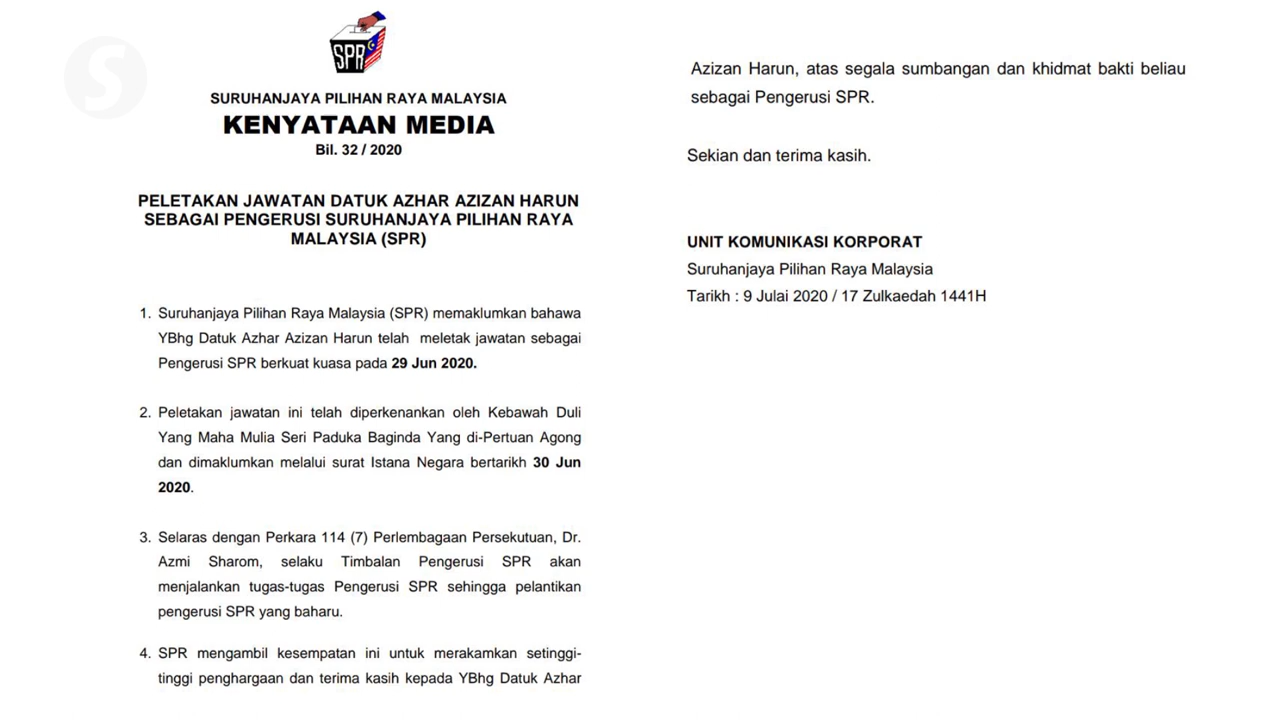 S
SPR
SURUHANJAYA PILIHAN RAYA MALAYSIA
KENYATAAN MEDIA
Bil. 32 / 2020
PELETAKAN JAWATAN DATUK AZHAR AZIZAN HARUN
SEBAGAI PENGERUSI SURUHANJAYA PILIHAN RAYA
MALAYSIA (SPR)
1. Suruhanjaya Pilihan Raya Malaysia (SPR) memaklumkan bahawa
YBhg Datuk Azhar Azizan Harun telah meletak jawatan sebagai
Pengerusi SPR berkuat kuasa pada 29 Jun 2020.
2. Peletakan jawatan ini telah diperkenankan oleh Kebawah Duli
Yang Maha Mulia Seri Paduka Baginda Yang di-Pertuan Agong
dan dimaklumkan melalui surat Istana Negara bertarikh 30 Jun
2020.
3. Selaras dengan Perkara 114 (7) Perlembagaan Persekutuan, Dr.
Azmi Sharom, selaku Timbalan Pengerusi SPR akan
menjalankan tugas-tugas Pengerusi SPR sehingga pelantikan
pengerusi SPR yang baharu.
4. SPR mengambil kesempatan ini untuk merakamkan setinggi-
tinggi penghargaan dan terima kasih kepada YBhg Datuk Azhar
Azizan Harun, atas segala sumbangan dan khidmat bakti beliau
sebagai Pengerusi SPR.
Sekian dan terima kasih.
UNIT KOMUNIKASI KORPORAT
Suruhanjaya Pilihan Raya Malaysia
Tarikh : 9 Julai 2020 / 17 Zulkaedah 1441H